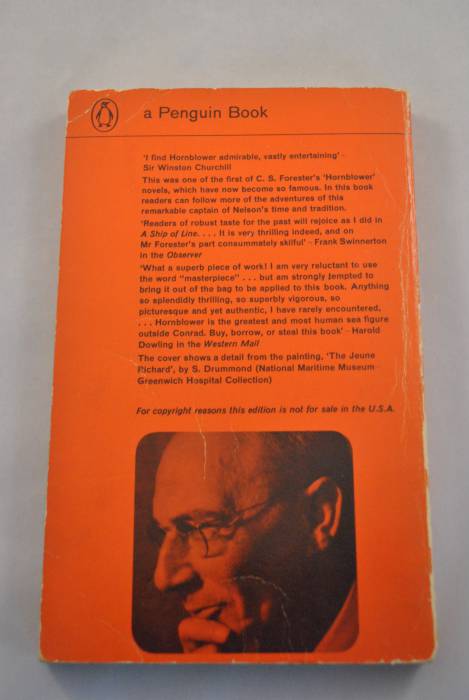 a Penguin Book
'I find Hornblower admirable, vastly entertaining' –
Sir Winston Churchill
This was one of the first of C. S. Forester's 'Hornblower'
novels, which have now become so famous. In this book
readers can follow more of the adventures of this
remarkable captain of Nelson's time and tradition.
'Readers of robust taste for the past will rejoice as I did in
A Ship of Line. . . . It is very thrilling indeed, and on
Mr Forester's part consummately skilful' – Frank Swinnerton
in the Observer
'What a superb piece of work! I am very reluctant to use
the word "masterpiece" . . . but am strongly tempted to
bring it out of the bag to be applied to this book. Anything
so splendidly thrilling, so superbly vigorous, so
picturesque and yet authentic, I have rarely encountered,
. . . Hornblower is the greatest and most human sea figure
outside Conrad. Buy, borrow, or steal this book' – Harold
Dowling in the Western Mail
The cover shows a detail from the painting, 'The Jeune
Richard', by S. Drummond (National Maritime Museum –
Greenwich Hospital Collection)
For copyright reasons this edition is not for sale in the U.S.A.